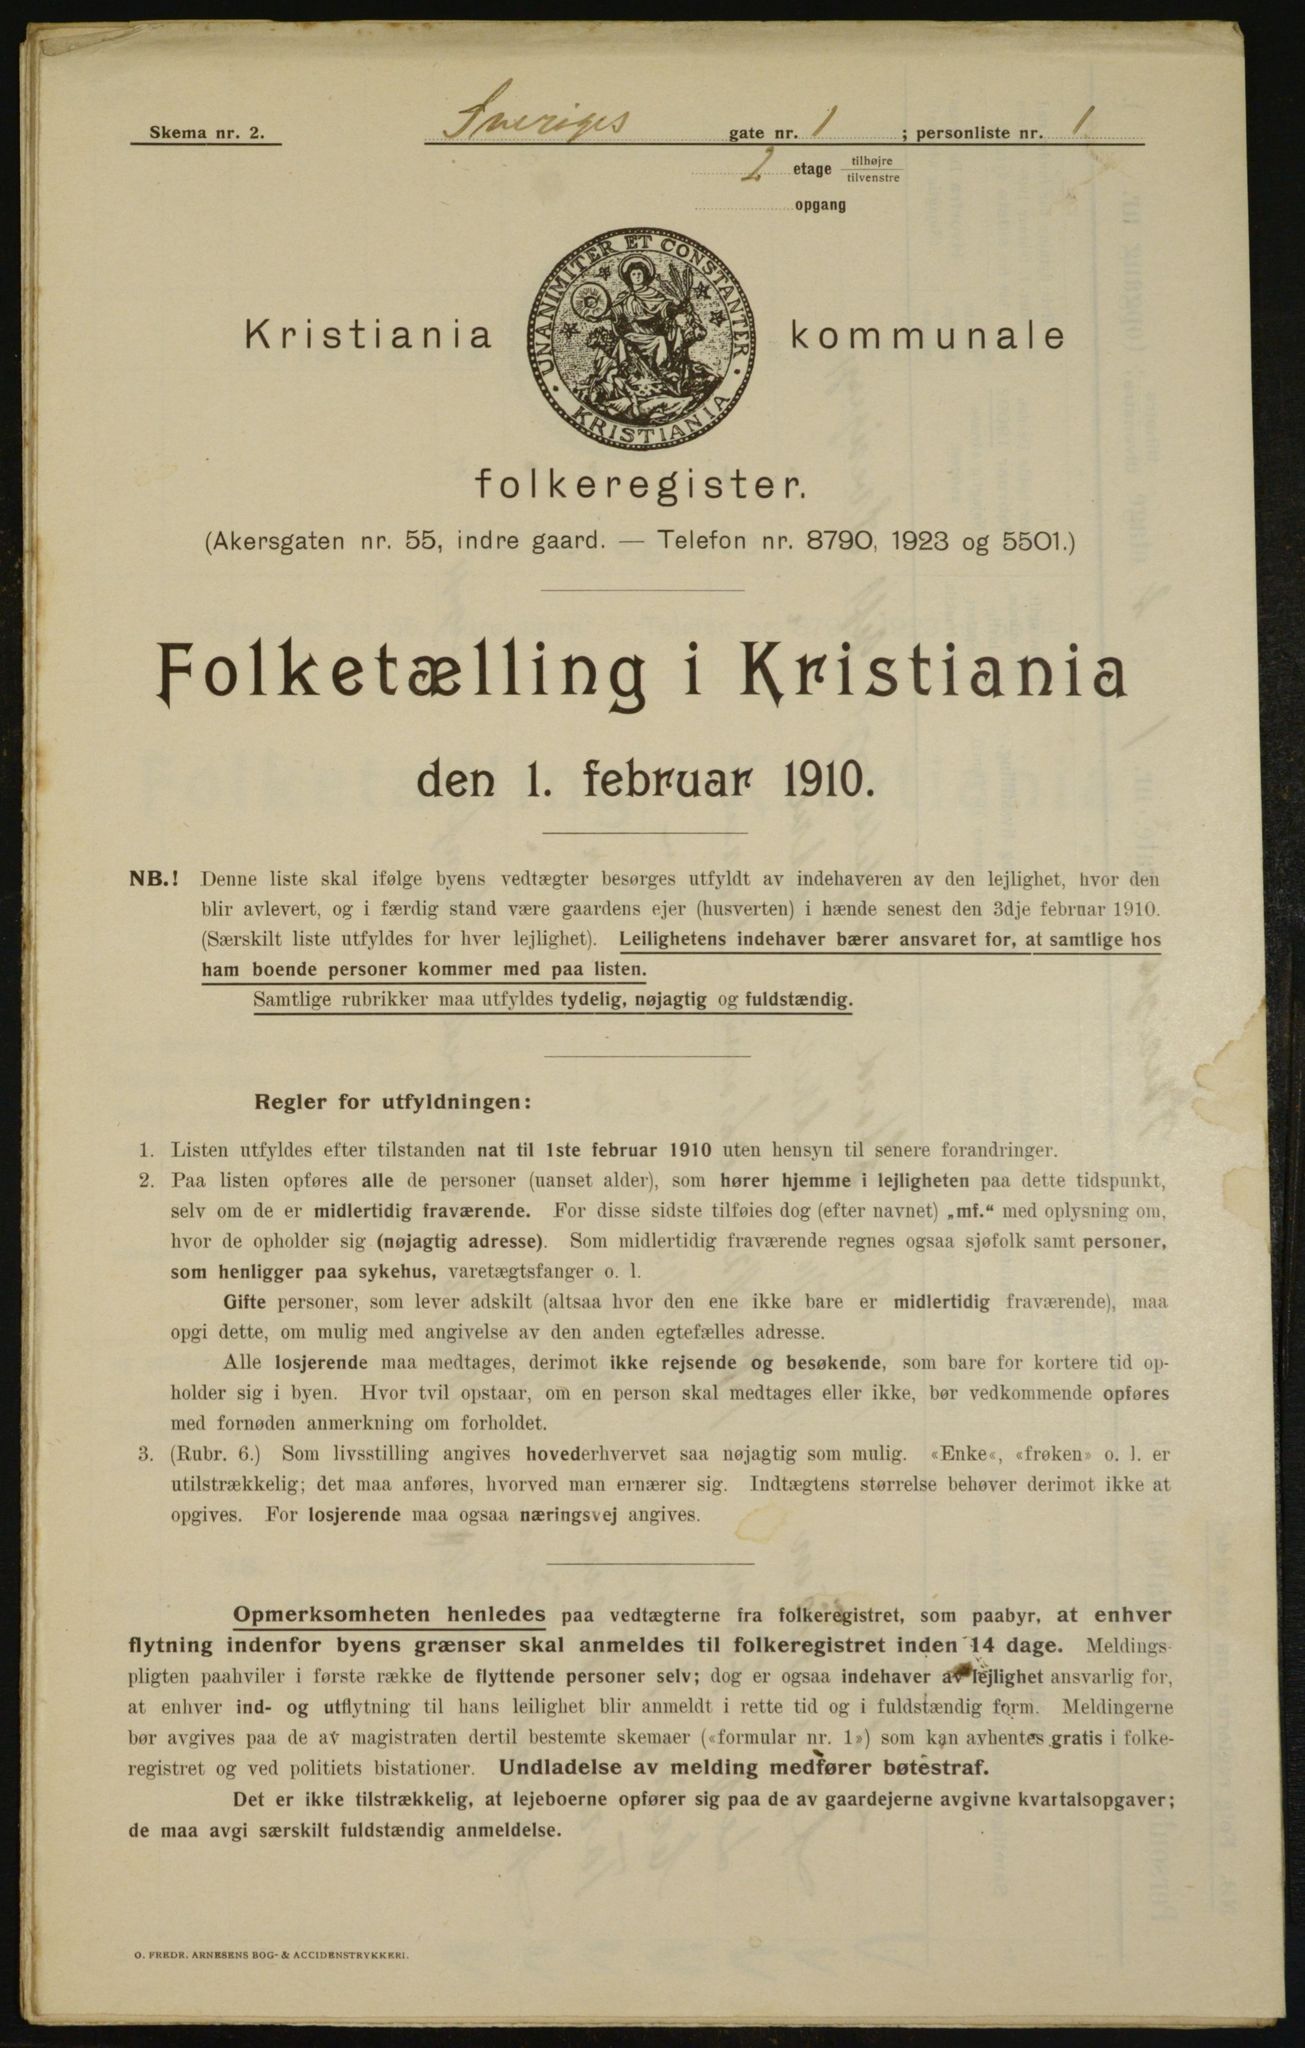 Skema nr. 2.
Sveriges gate nr. 1 ; personliste nr. 1
2 etage tilhøjre
tilvenstre
opgang
UNANIMITER ET CONSTANTER
KRISTIANIA
Kristiania kommunale
folkeregister.
(Akersgaten nr. 55, indre gaard. — Telefon nr. 8790, 1923 og 5501.)
Folketælling i Kristiania
den 1. februar 1910.
NB.! Denne liste skal ifølge byens vedtægter besørges utfyldt av indehaveren av den lejlighet, hvor den
blir avlevert, og i færdig stand være gaardens ejer (husverten) i hænde senest den 3dje februar 1910.
(Særskilt liste utfyldes for hver lejlighet). Leilighetens indehaver bærer ansvaret for, at samtlige hos
ham boende personer kommer med paa listen.
Samtlige rubrikker maa utfyldes tydelig, nøjagtig og fuldstændig.
Regler for utfyldningen:
1. Listen utfyldes efter tilstanden nat til 1ste februar 1910 uten hensyn til senere forandringer.
2. Paa listen opføres alle de personer (uanset alder), som hører hjemme i lejligheten paa dette tidspunkt,
selv om de er midlertidig fraværende. For disse sidste tilføies dog (efter navnet) „mf.“ med oplysning om,
hvor de opholder sig (nøjagtig adresse). Som midlertidig fraværende regnes ogsaa sjøfolk samt personer,
som henligger paa sykehus, varetægtsfanger o. l.
Gifte personer, som lever adskilt (altsaa hvor den ene ikke bare er midlertidig fraværende), maa
opgi dette, om mulig med angivelse av den anden egtefælles adresse.
Alle losjerende maa medtages, derimot ikke rejsende og besøkende, som bare for kortere tid op-
holder sig i byen. Hvor tvil opstaar, om en person skal medtages eller ikke, bør vedkommende opføres
med fornøden anmerkning om forholdet.
3. (Rubr. 6.) Som livsstilling angives hovederhvervet saa nøjagtig som mulig. «Enke«, «frøken» o. l. er
utilstrækkelig; det maa anføres, hvorved man ernærer sig. Indtægtens størrelse behøver derimot ikke at
opgives. For losjerende maa ogsaa næringsvej angives.
Opmerksomheten henledes paa vedtægterne fra folkeregistret, som paabyr, at enhver
flytning indenfor byens grænser skal anmeldes til folkeregistret inden 14 dage. Meldings-
pligten paahviler i første række de flyttende personer selv; dog er ogsaa indehaver av lejlighet ansvarlig for,
at enhver ind- og utflytning til hans leilighet blir anmeldt i rette tid og i fuldstændig form. Meldingerne
bør avgives paa de av magistraten dertil bestemte skemaer («formular nr. 1») som kan avhentes gratis i folke-
registret og ved politiets bistationer. Undladelse av melding medfører bøtestraf.
Det er ikke tilstrækkelig, at lejeboerne opfører sig paa de av gaardejerne avgivne kvartalsopgaver;
de maa avgi særskilt fuldstændig anmeldelse.
O. FREDR. ARNESENS BOG- & ACCIDENSTRYKKERI.